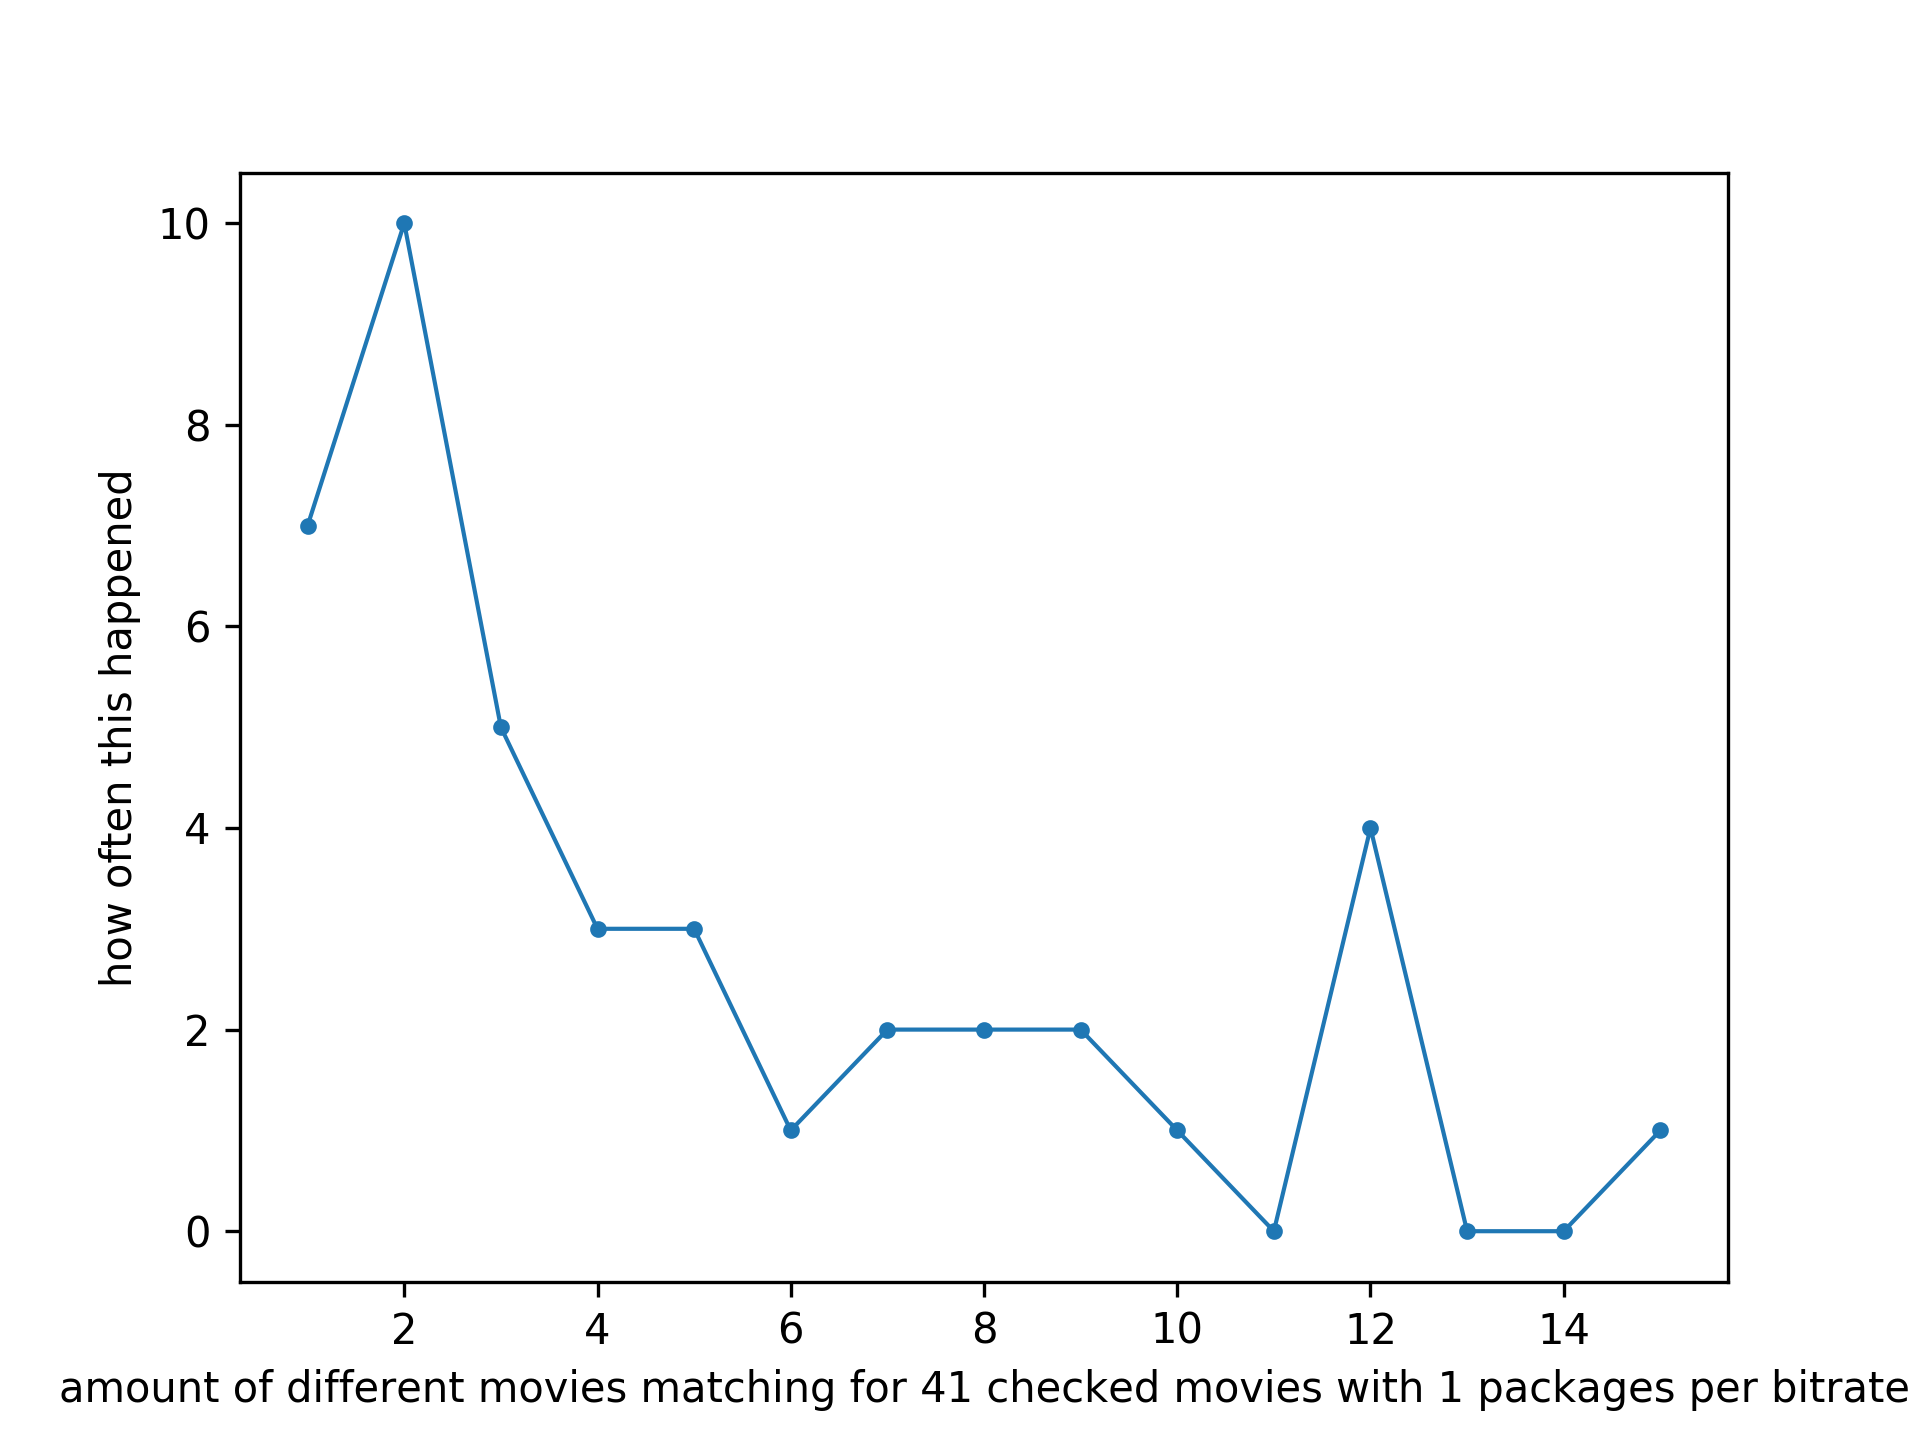 10
8
6
4
2
0
how often this happened
2 4 6 8 10 12 14
amount of different movies matching for 41 checked movies with 1 packages per bitrate